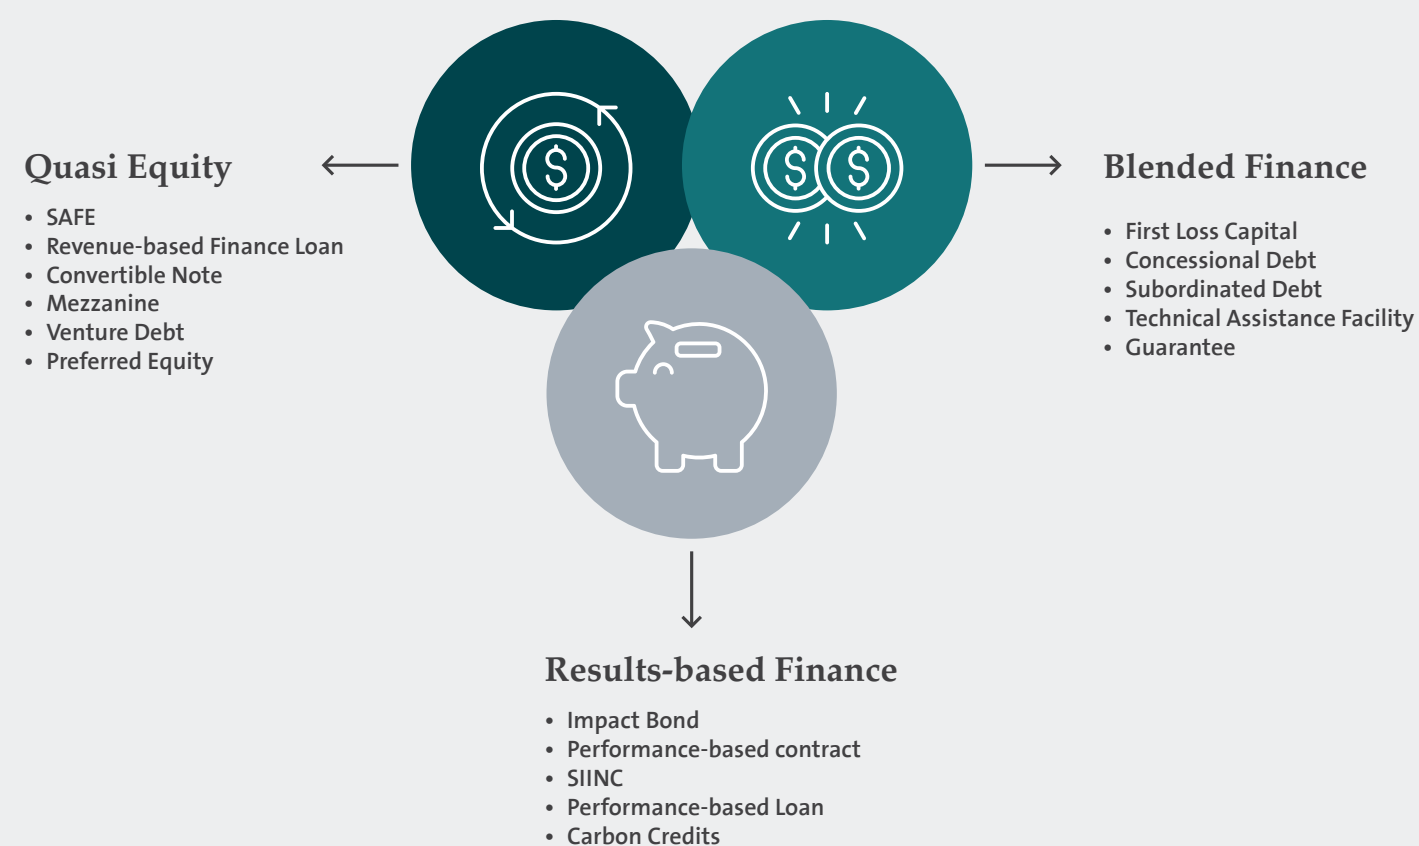 Quasi Equity
• SAFE
• Revenue-based Finance Loan
• Convertible Note
• Mezzanine
• Venture Debt
• Preferred Equity
$
$ $
Blended Finance
• First Loss Capital
• Concessional Debt
• Subordinated Debt
• Technical Assistance Facility
• Guarantee
Results-based Finance
• Impact Bond
• Performance-based contract
• SIINC
• Performance-based Loan
• Carbon Credits